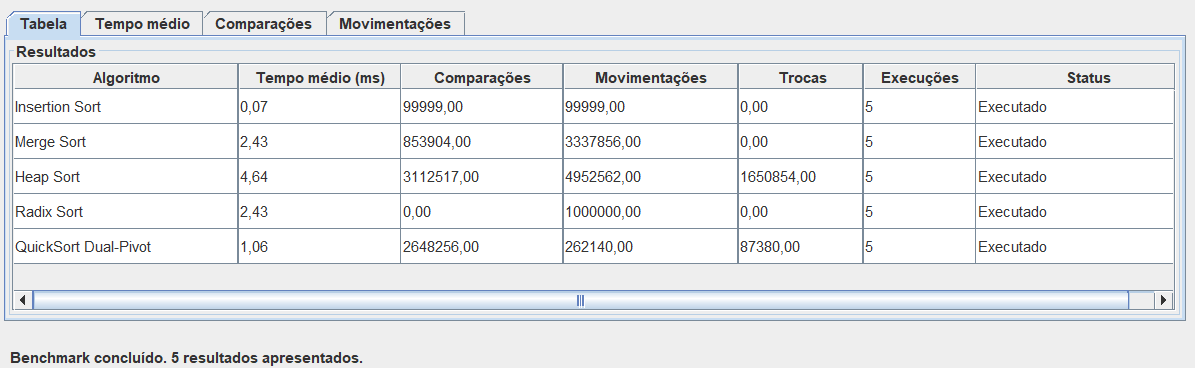 Tabela Tempo médio Comparações Movimentações
Resultados
Algoritmo Tempo médio (ms) Comparações Movimentações Trocas Execuções Status
Insertion Sort 0,07 99999,00 99999,00 0,00 5 Executado
Merge Sort 2,43 853904,00 3337856,00 0,00 5 Executado
Heap Sort 4,64 3112517,00 4952562,00 1650854,00 5 Executado
Radix Sort 2,43 0,00 1000000,00 0,00 5 Executado
QuickSort Dual-Pivot 1,06 2648256,00 262140,00 87380,00 5 Executado
Benchmark concluído. 5 resultados apresentados.